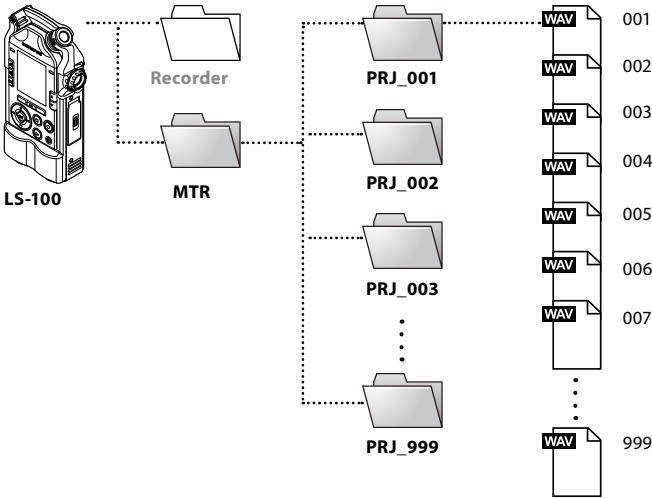 LS-100
Recorder
MTR
PRJ_001
PRJ_002
PRJ_003
PRJ_999
WAV 001
WAV 002
WAV 003
WAV 004
WAV 005
WAV 006
WAV 007
WAV 999